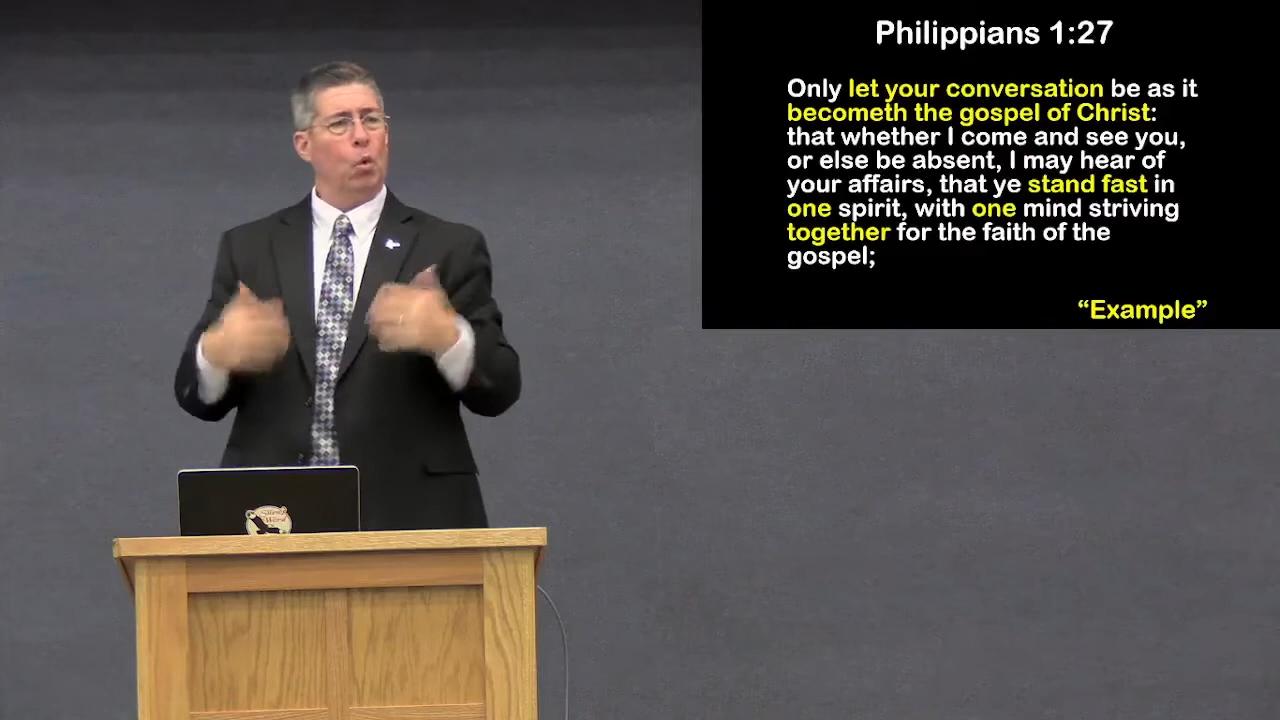 Philippians 1:27
Only let your conversation be as it
becometh the gospel of Christ:
that whether I come and see you,
or else be absent, I may hear of
your affairs, that ye stand fast in
one spirit, with one mind striving
together for the faith of the
gospel;
“Example”
Silent
Word